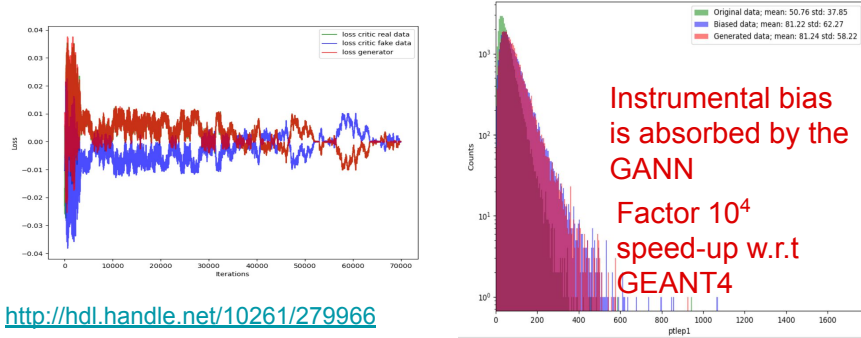 loss critic real data
loss critic fake data
loss generator
0.04
0.03
0.02
0.01
0.00
-0.01
-0.02
-0.03
-0.04
Loss
0 10000 20000 30000 40000 50000 60000 70000
Iterations
http://hdl.handle.net/10261/279966
Original data; mean: 50.76 std: 37.85
Biased data; mean: 81.22 std: 62.27
Generated data; mean: 81.24 std: 58.22
10³
10²
10¹
10⁰
Counts
Instrumental bias
is absorbed by the
GANN
Factor 10⁴
speed-up w.r.t
GEANT4
0 200 400 600 800 1000 1200 1400 1600
ptlep1